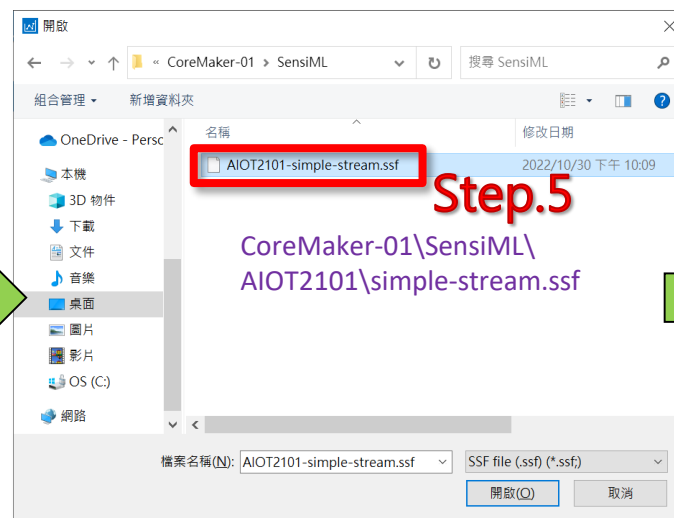 開啟
« CoreMaker-01 › SensiML
搜尋 SensiML
組合管理 新增資料夾
名稱 修改日期
OneDrive - Persc
AIOT2101-simple-stream.ssf 2022/10/30 下午 10:09
本機
3D 物件
Step.5
下載
文件
CoreMaker-01\SensiML\
音樂
AIOT2101\simple-stream.ssf
桌面
圖片
影片
OS (C:)
網路
檔案名稱(N): AIOT2101-simple-stream.ssf SSF file (.ssf) (*.ssf;)
開啟(O) 取消